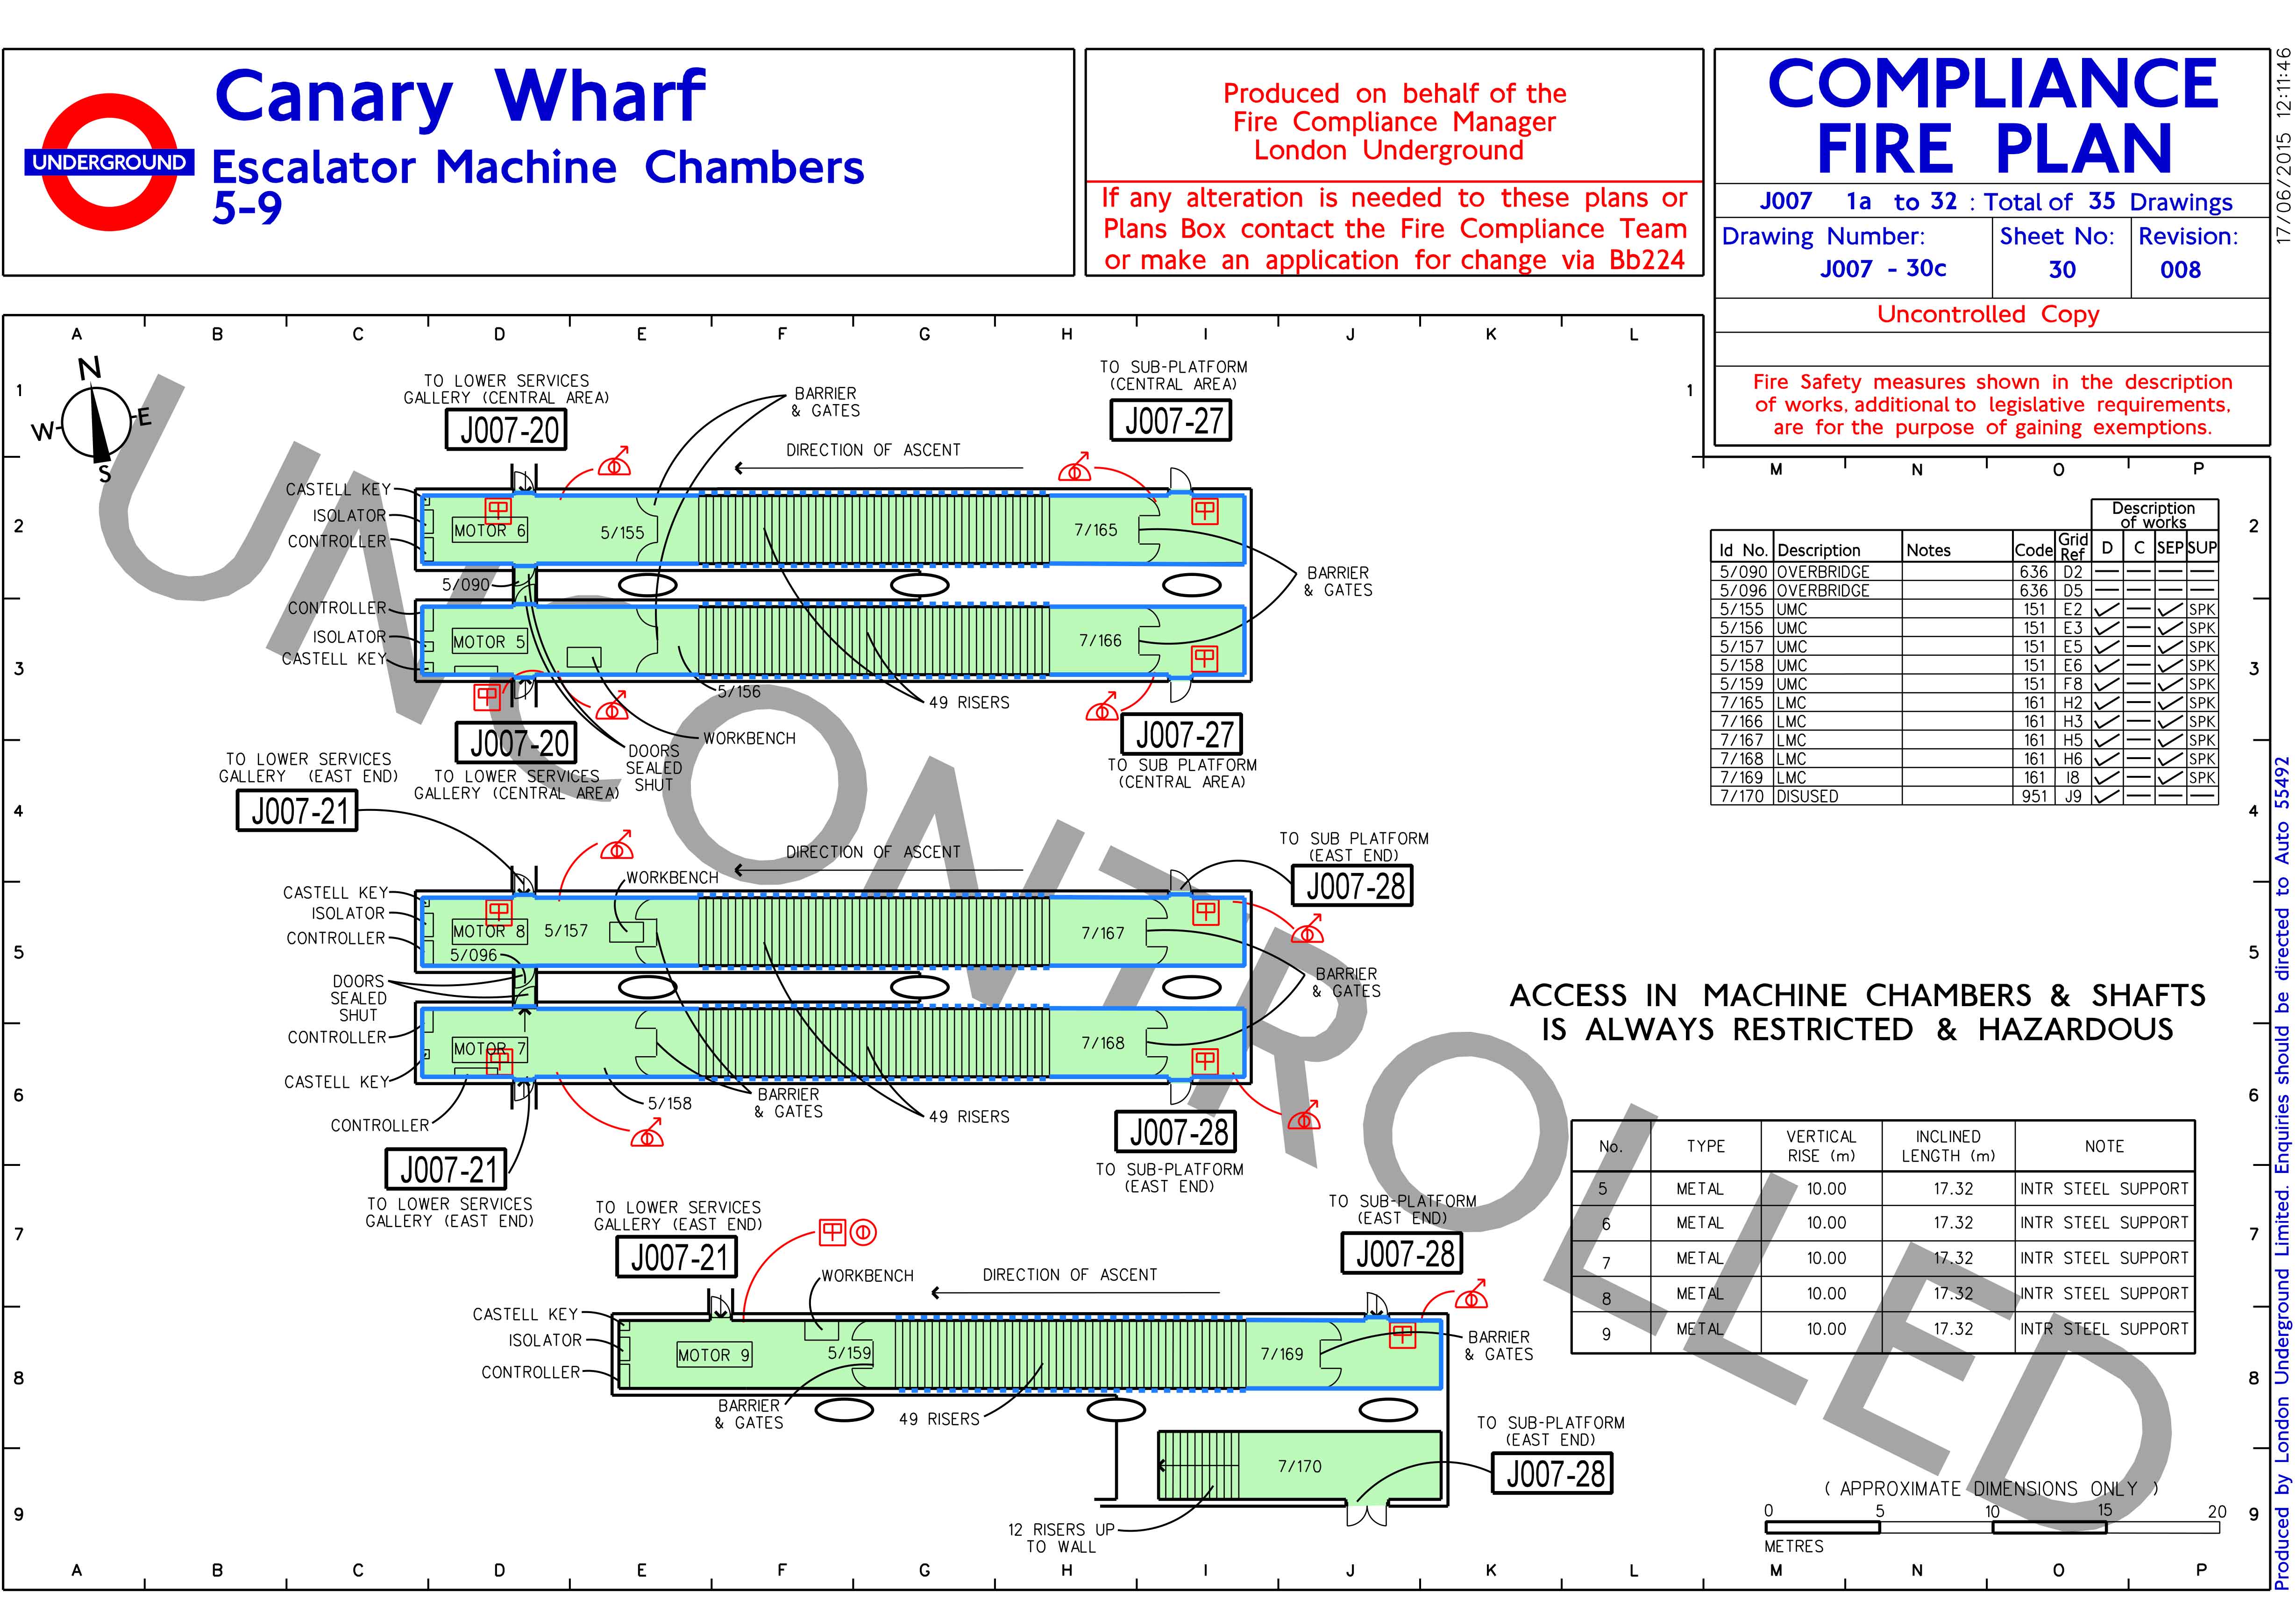 Canary Wharf
Escalator Machine Chambers
5-9
UNDERGROUND
Produced on behalf of the
Fire Compliance Manager
London Underground
If any alteration is needed to these plans or
Plans Box contact the Fire Compliance Team
or make an application for change via Bb224
COMPLIANCE
FIRE PLAN
J007 1a to 32 : Total of 35 Drawings
Drawing Number: Sheet No: Revision:
J007 - 30c 30 008
Uncontrolled Copy
Fire Safety measures shown in the description
of works, additional to legislative requirements,
are for the purpose of gaining exemptions.
17/06/2015 12:11:46
A B C D E F G H I J K L
M N O P
N
W E
S
1 1
TO LOWER SERVICES
GALLERY (CENTRAL AREA)
J007-20
BARRIER
& GATES
TO SUB-PLATFORM
(CENTRAL AREA)
J007-27
DIRECTION OF ASCENT
2 2
CASTELL KEY
ISOLATOR
CONTROLLER
MOTOR 6
5/155
7/165
5/090
BARRIER
& GATES
CONTROLLER
ISOLATOR
CASTELL KEY
MOTOR 5
7/166
3 3
5/156
49 RISERS
J007-20
TO LOWER SERVICES
GALLERY (CENTRAL AREA)
DOORS
SEALED
SHUT
WORKBENCH
J007-27
TO SUB PLATFORM
(CENTRAL AREA)
Description
of works
Id No. Description Notes Code Grid Ref D C SEP SUP
5/090 OVERBRIDGE 636 D2 — — — —
5/096 OVERBRIDGE 636 D5 — — — —
5/155 UMC 151 E2 ✓ — ✓ SPK
5/156 UMC 151 E3 ✓ — ✓ SPK
5/157 UMC 151 E5 ✓ — ✓ SPK
5/158 UMC 151 E6 ✓ — ✓ SPK
5/159 UMC 151 F8 ✓ — ✓ SPK
7/165 LMC 161 H2 ✓ — ✓ SPK
7/166 LMC 161 H3 ✓ — ✓ SPK
7/167 LMC 161 H5 ✓ — ✓ SPK
7/168 LMC 161 H6 ✓ — ✓ SPK
7/169 LMC 161 I8 ✓ — ✓ SPK
7/170 DISUSED 951 J9 ✓ — — —
4 4
TO LOWER SERVICES
GALLERY (EAST END)
J007-21
DIRECTION OF ASCENT
TO SUB PLATFORM
(EAST END)
J007-28
WORKBENCH
CASTELL KEY
ISOLATOR
CONTROLLER
MOTOR 8
5/157
7/167
5/096
5 5
DOORS
SEALED
SHUT
BARRIER
& GATES
CONTROLLER
CASTELL KEY
MOTOR 7
7/168
6 6
CONTROLLER
5/158
BARRIER
& GATES
49 RISERS
J007-21
TO LOWER SERVICES
GALLERY (EAST END)
J007-28
TO SUB-PLATFORM
(EAST END)
ACCESS IN MACHINE CHAMBERS & SHAFTS
IS ALWAYS RESTRICTED & HAZARDOUS
No. TYPE VERTICAL RISE (m) INCLINED LENGTH (m) NOTE
5 METAL 10.00 17.32 INTR STEEL SUPPORT
6 METAL 10.00 17.32 INTR STEEL SUPPORT
7 METAL 10.00 17.32 INTR STEEL SUPPORT
8 METAL 10.00 17.32 INTR STEEL SUPPORT
9 METAL 10.00 17.32 INTR STEEL SUPPORT
7 7
TO LOWER SERVICES
GALLERY (EAST END)
J007-21
WORKBENCH
DIRECTION OF ASCENT
TO SUB-PLATFORM
(EAST END)
J007-28
CASTELL KEY
ISOLATOR
CONTROLLER
MOTOR 9
5/159
7/169
BARRIER
& GATES
8 8
BARRIER
& GATES
49 RISERS
TO SUB-PLATFORM
(EAST END)
J007-28
7/170
12 RISERS UP
TO WALL
9 9
( APPROXIMATE DIMENSIONS ONLY )
0 5 10 15 20
METRES
A B C D E F G H I J K L M N O P
Produced by London Underground Limited. Enquiries should be directed to Auto 55492
UNCONTROLLED